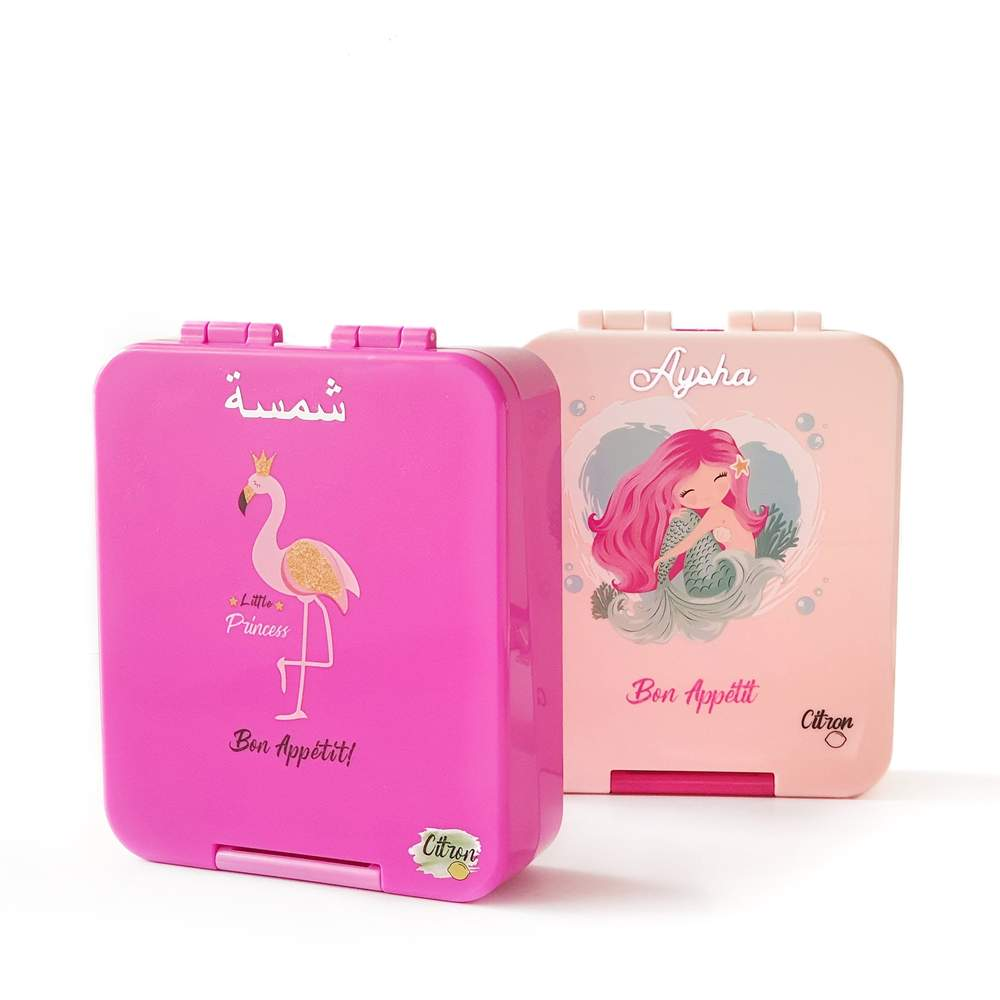 شمسة
Little
Princess
Bon Appétit!
Citron
Aysha
Bon Appétit
Citron